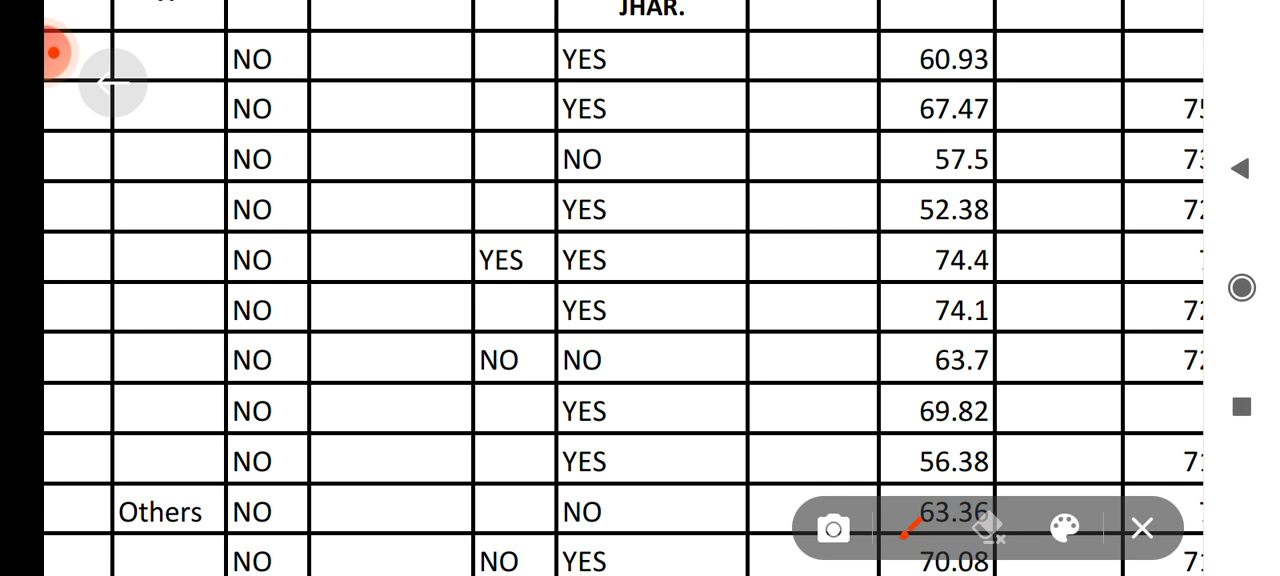 JHAR.
NO YES 60.93
NO YES 67.47
NO NO 57.5
NO YES 52.38
NO YES YES 74.4
NO YES 74.1
NO NO NO 63.7
NO YES 69.82
NO YES 56.38
Others NO NO 63.36
NO NO YES 70.08